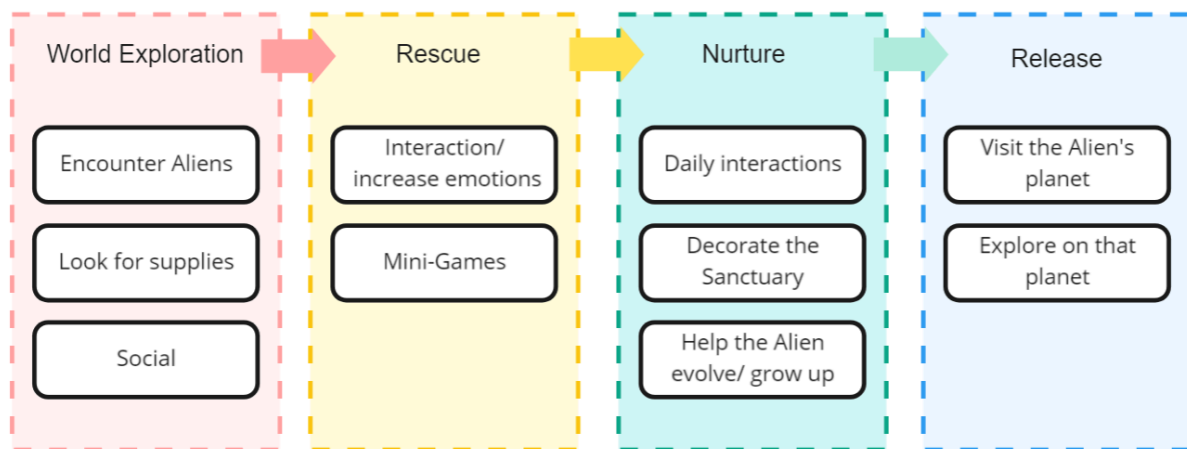 World Exploration
Encounter Aliens
Look for supplies
Social
Rescue
Interaction/
increase emotions
Mini-Games
Nurture
Daily interactions
Decorate the
Sanctuary
Help the Alien
evolve/ grow up
Release
Visit the Alien's
planet
Explore on that
planet